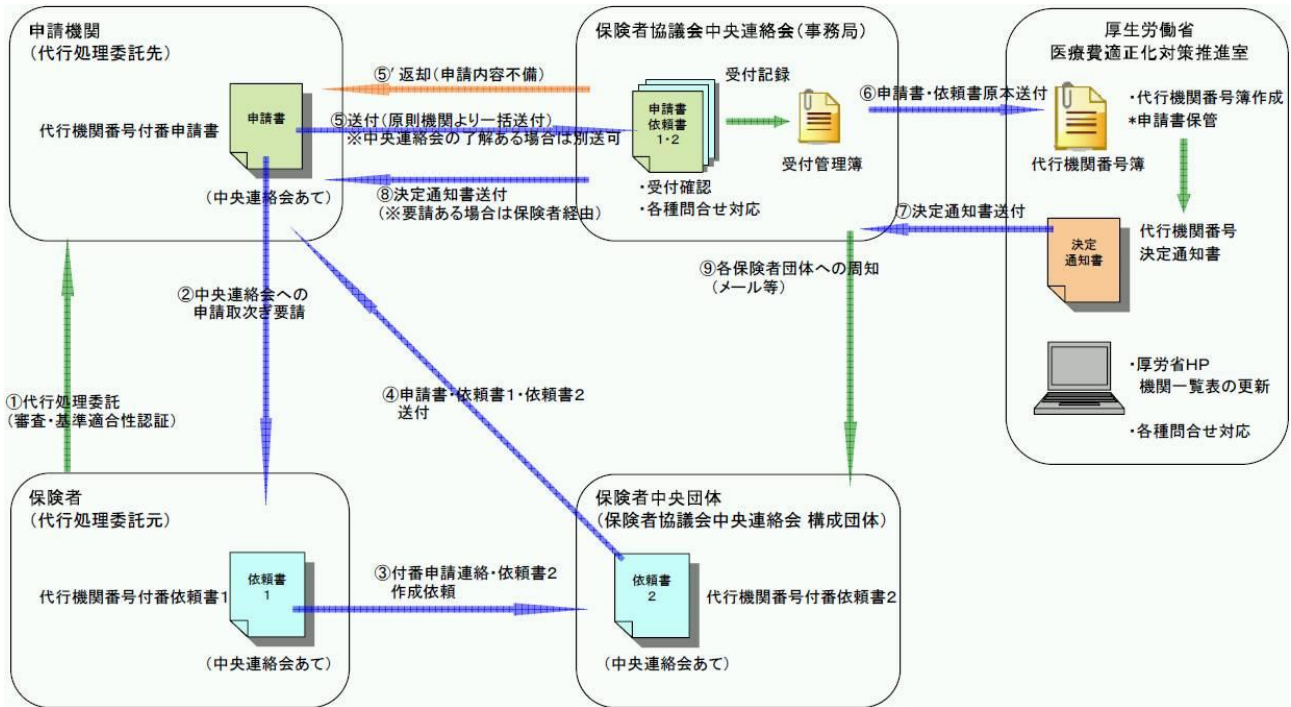 申請機関
(代行処理委託先)
代行機関番号付番申請書
申請書
(中央連絡会あて)
⑤′返却(申請内容不備)
⑤送付(原則機関より一括送付)
※中央連絡会の了解ある場合は別送可
⑧決定通知書送付
(※要請ある場合は保険者経由)
保険者協議会中央連絡会(事務局)
申請書
依頼書
1・2
受付記録
受付管理簿
・受付確認
・各種問合せ対応
⑥申請書・依頼書原本送付
厚生労働省
医療費適正化対策推進室
・代行機関番号簿作成
*申請書保管
代行機関番号簿
⑦決定通知書送付
決定
通知書
代行機関番号
決定通知書
・厚労省HP
機関一覧表の更新
・各種問合せ対応
⑨各保険者団体への周知
(メール等)
②中央連絡会への
申請取次ぎ要請
④申請書・依頼書1・依頼書2
送付
①代行処理委託
(審査・基準適合性認証)
保険者
(代行処理委託元)
代行機関番号付番依頼書1
依頼書
1
(中央連絡会あて)
③付番申請連絡・依頼書2
作成依頼
保険者中央団体
(保険者協議会中央連絡会 構成団体)
依頼書
2
代行機関番号付番依頼書2
(中央連絡会あて)